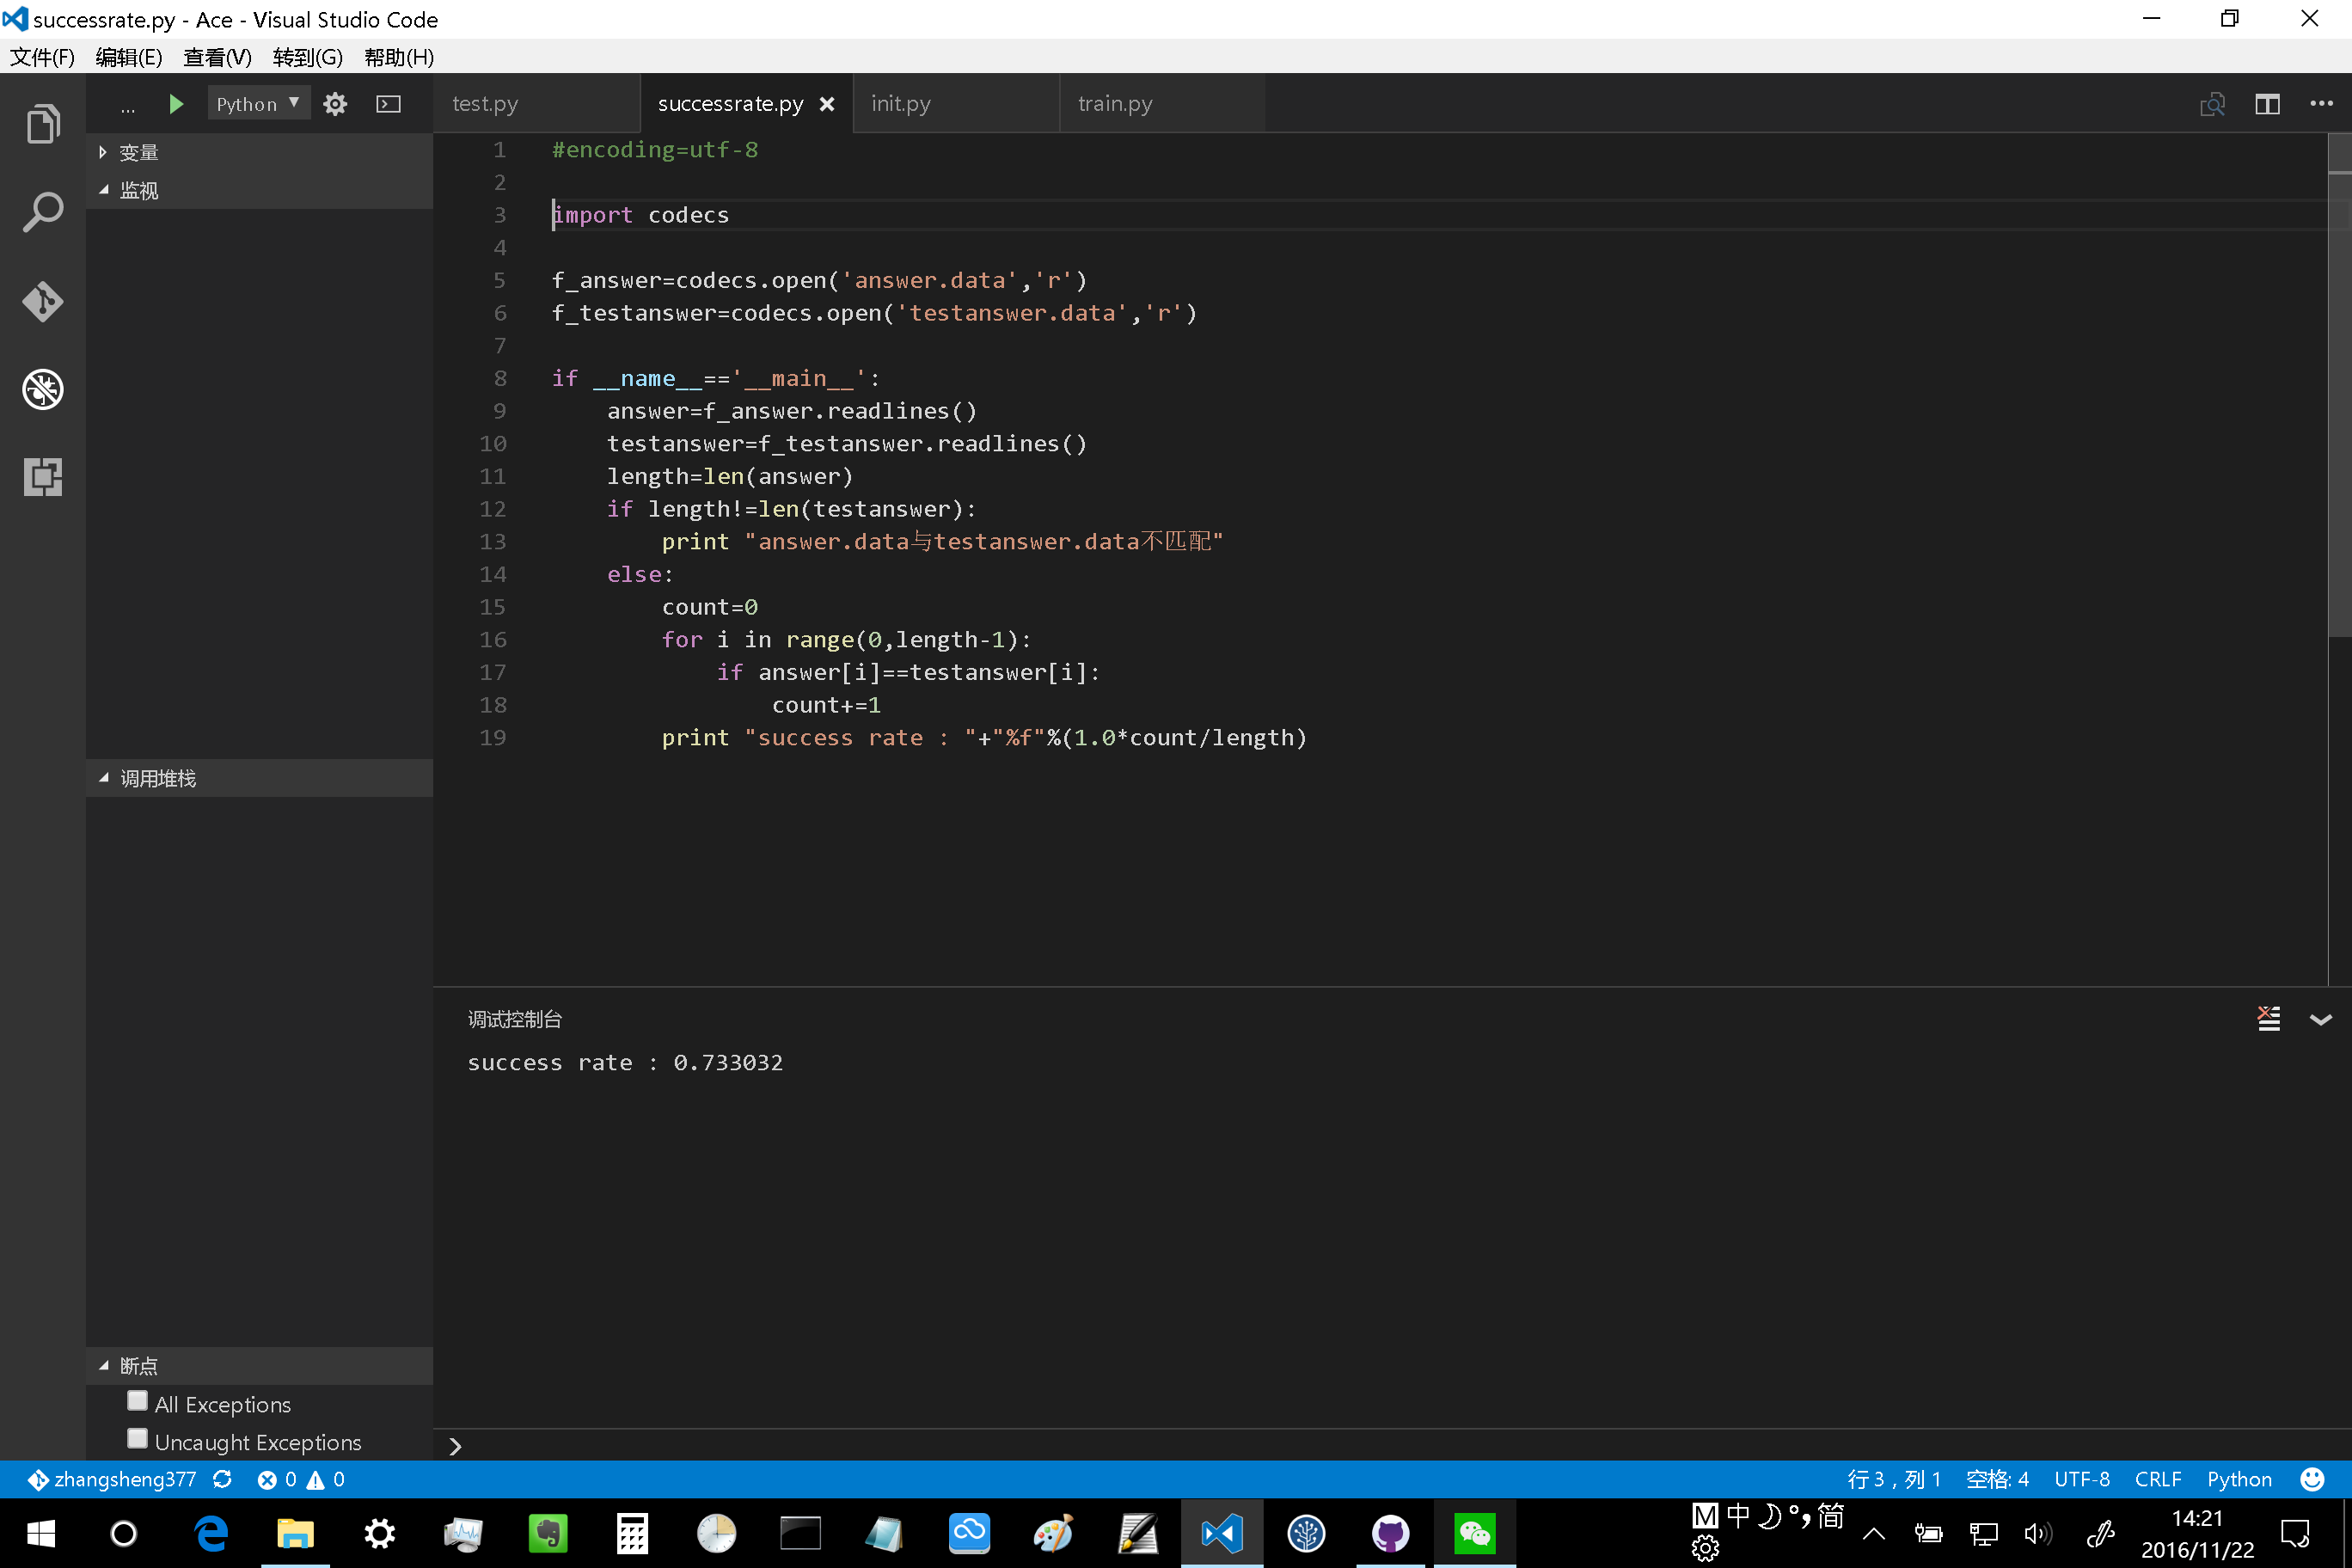 successrate.py - Ace - Visual Studio Code
文件(F) 编辑(E) 查看(V) 转到(G) 帮助(H)
... Python
test.py successrate.py init.py train.py
变量
监视
调用堆栈
断点
All Exceptions
Uncaught Exceptions
1 #encoding=utf-8
2
3 import codecs
4
5 f_answer=codecs.open('answer.data','r')
6 f_testanswer=codecs.open('testanswer.data','r')
7
8 if __name__=='__main__':
9 answer=f_answer.readlines()
10 testanswer=f_testanswer.readlines()
11 length=len(answer)
12 if length!=len(testanswer):
13 print "answer.data与testanswer.data不匹配"
14 else:
15 count=0
16 for i in range(0,length-1):
17 if answer[i]==testanswer[i]:
18 count+=1
19 print "success rate : "+"%f"%(1.0*count/length)
调试控制台
success rate : 0.733032
zhangsheng377 0 0 行 3，列 1 空格: 4 UTF-8 CRLF Python
M 中 简
14:21
2016/11/22